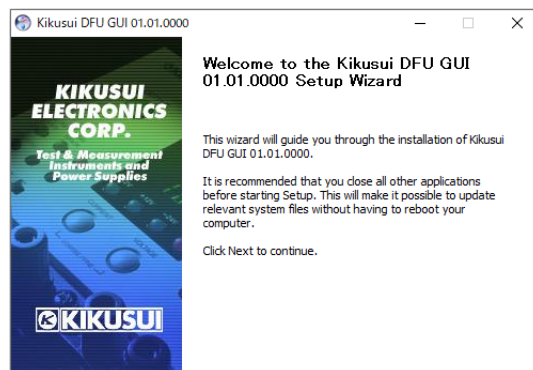 Kikusui DFU GUI 01.01.0000
KIKUSUI
ELECTRONICS
CORP.
Test & Measurement
Instruments and
Power Supplies
KIKUSUI
Welcome to the Kikusui DFU GUI
01.01.0000 Setup Wizard
This wizard will guide you through the installation of Kikusui
DFU GUI 01.01.0000.
It is recommended that you close all other applications
before starting Setup. This will make it possible to update
relevant system files without having to reboot your
computer.
Click Next to continue.